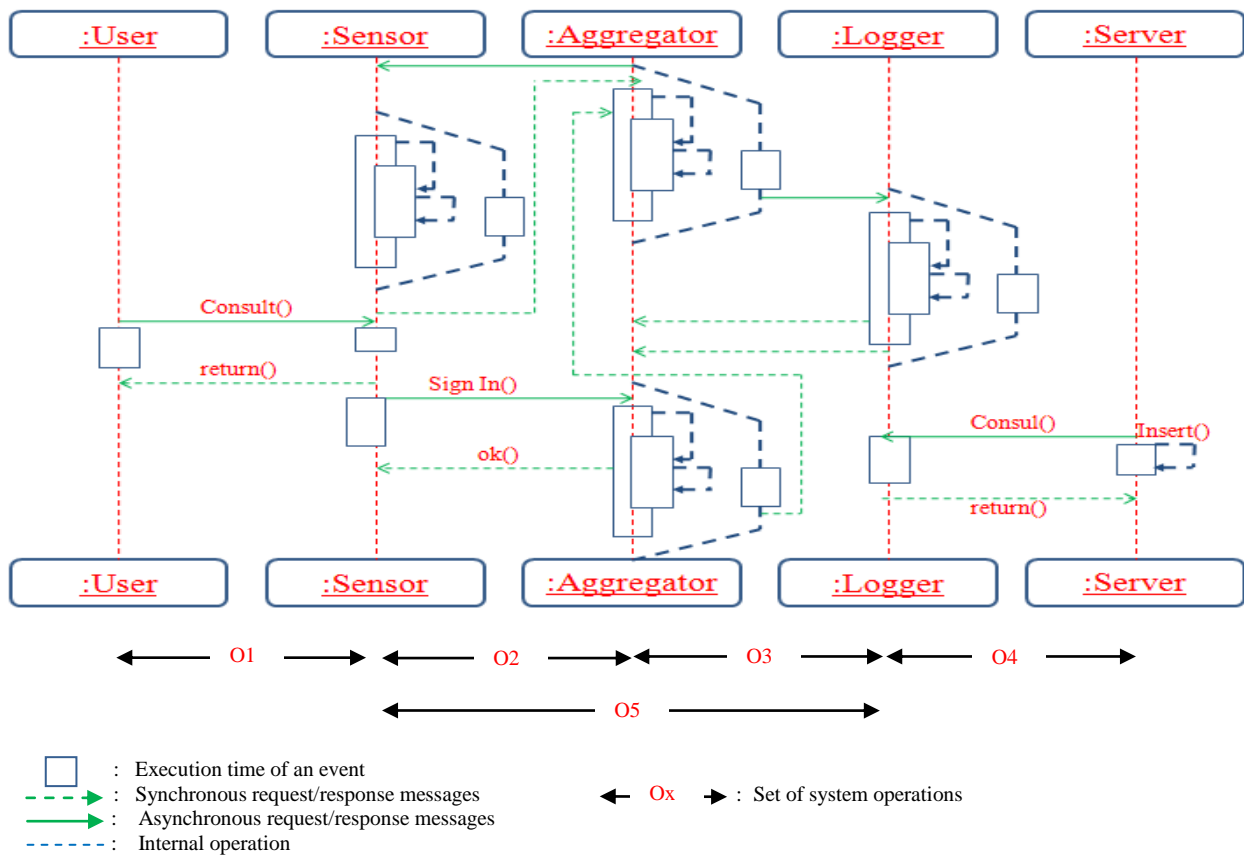 :User :Sensor :Aggregator :Logger :Server
Consult()
return()
Sign In()
Consul()
Insert()
ok()
return()
:User :Sensor :Aggregator :Logger :Server
O1 O2 O3 O4
O5
: Execution time of an event
: Synchronous request/response messages
Ox : Set of system operations
: Asynchronous request/response messages
: Internal operation